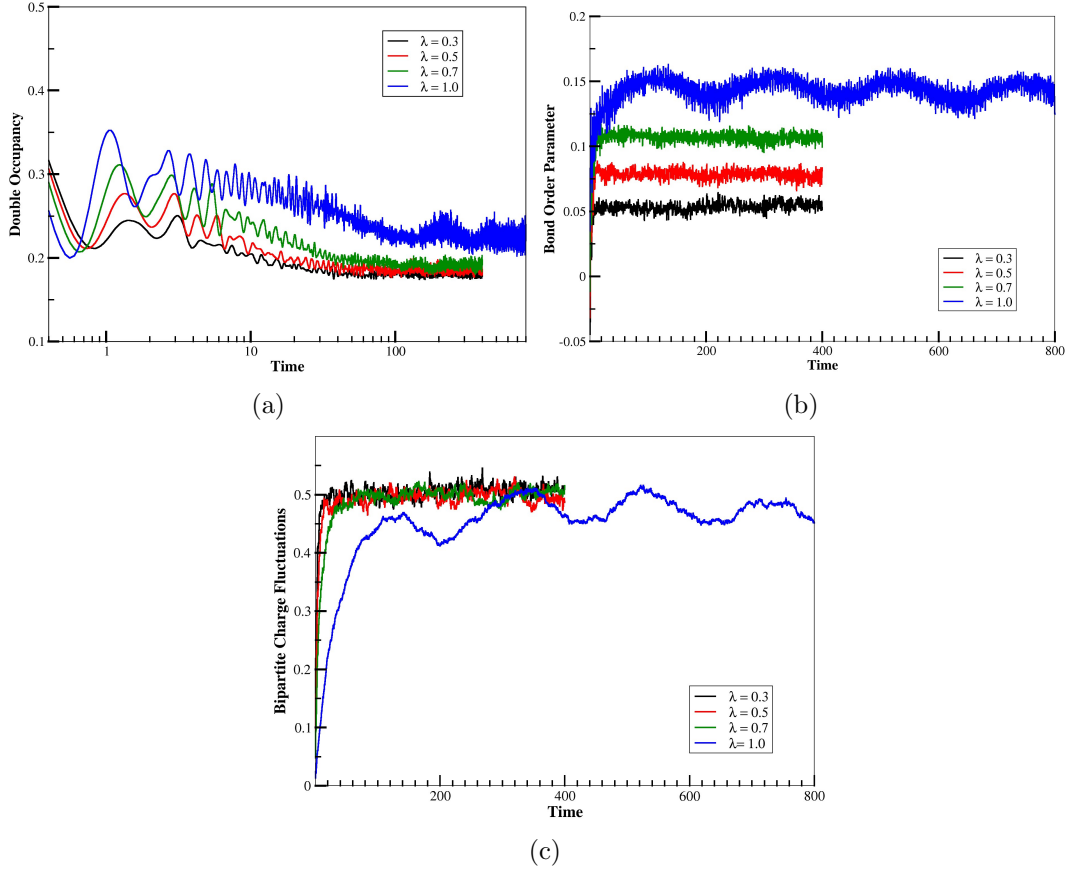 0.5
0.4
0.3
0.2
0.1
Double Occupancy
λ = 0.3
λ = 0.5
λ = 0.7
λ = 1.0
1
10
100
Time
(a)
0.2
0.15
0.1
0.05
0
-0.05
Bond Order Parameter
λ = 0.3
λ = 0.5
λ = 0.7
λ = 1.0
200
400
600
800
Time
(b)
0.5
0.4
0.3
0.2
0.1
0
Bipartite Charge Fluctuations
λ = 0.3
λ = 0.5
λ = 0.7
λ= 1.0
200
400
600
800
Time
(c)